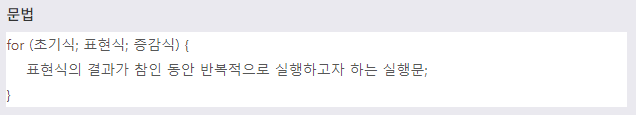 문법
for (초기식; 표현식; 증감식) {
표현식의 결과가 참인 동안 반복적으로 실행하고자 하는 실행문;
}